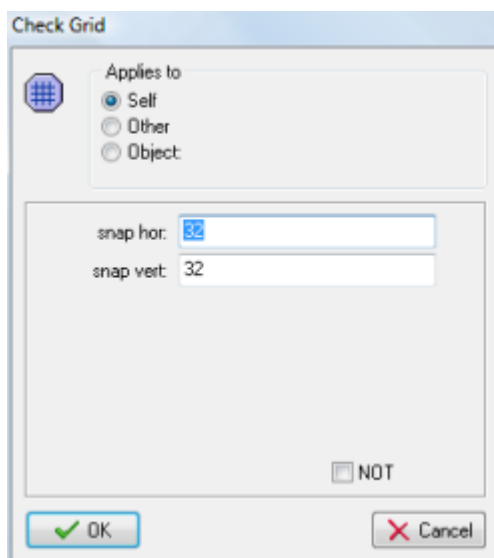 Check Grid
Applies to
Self
Other
Object:
snap hor: 32
snap vert: 32
NOT
OK
Cancel